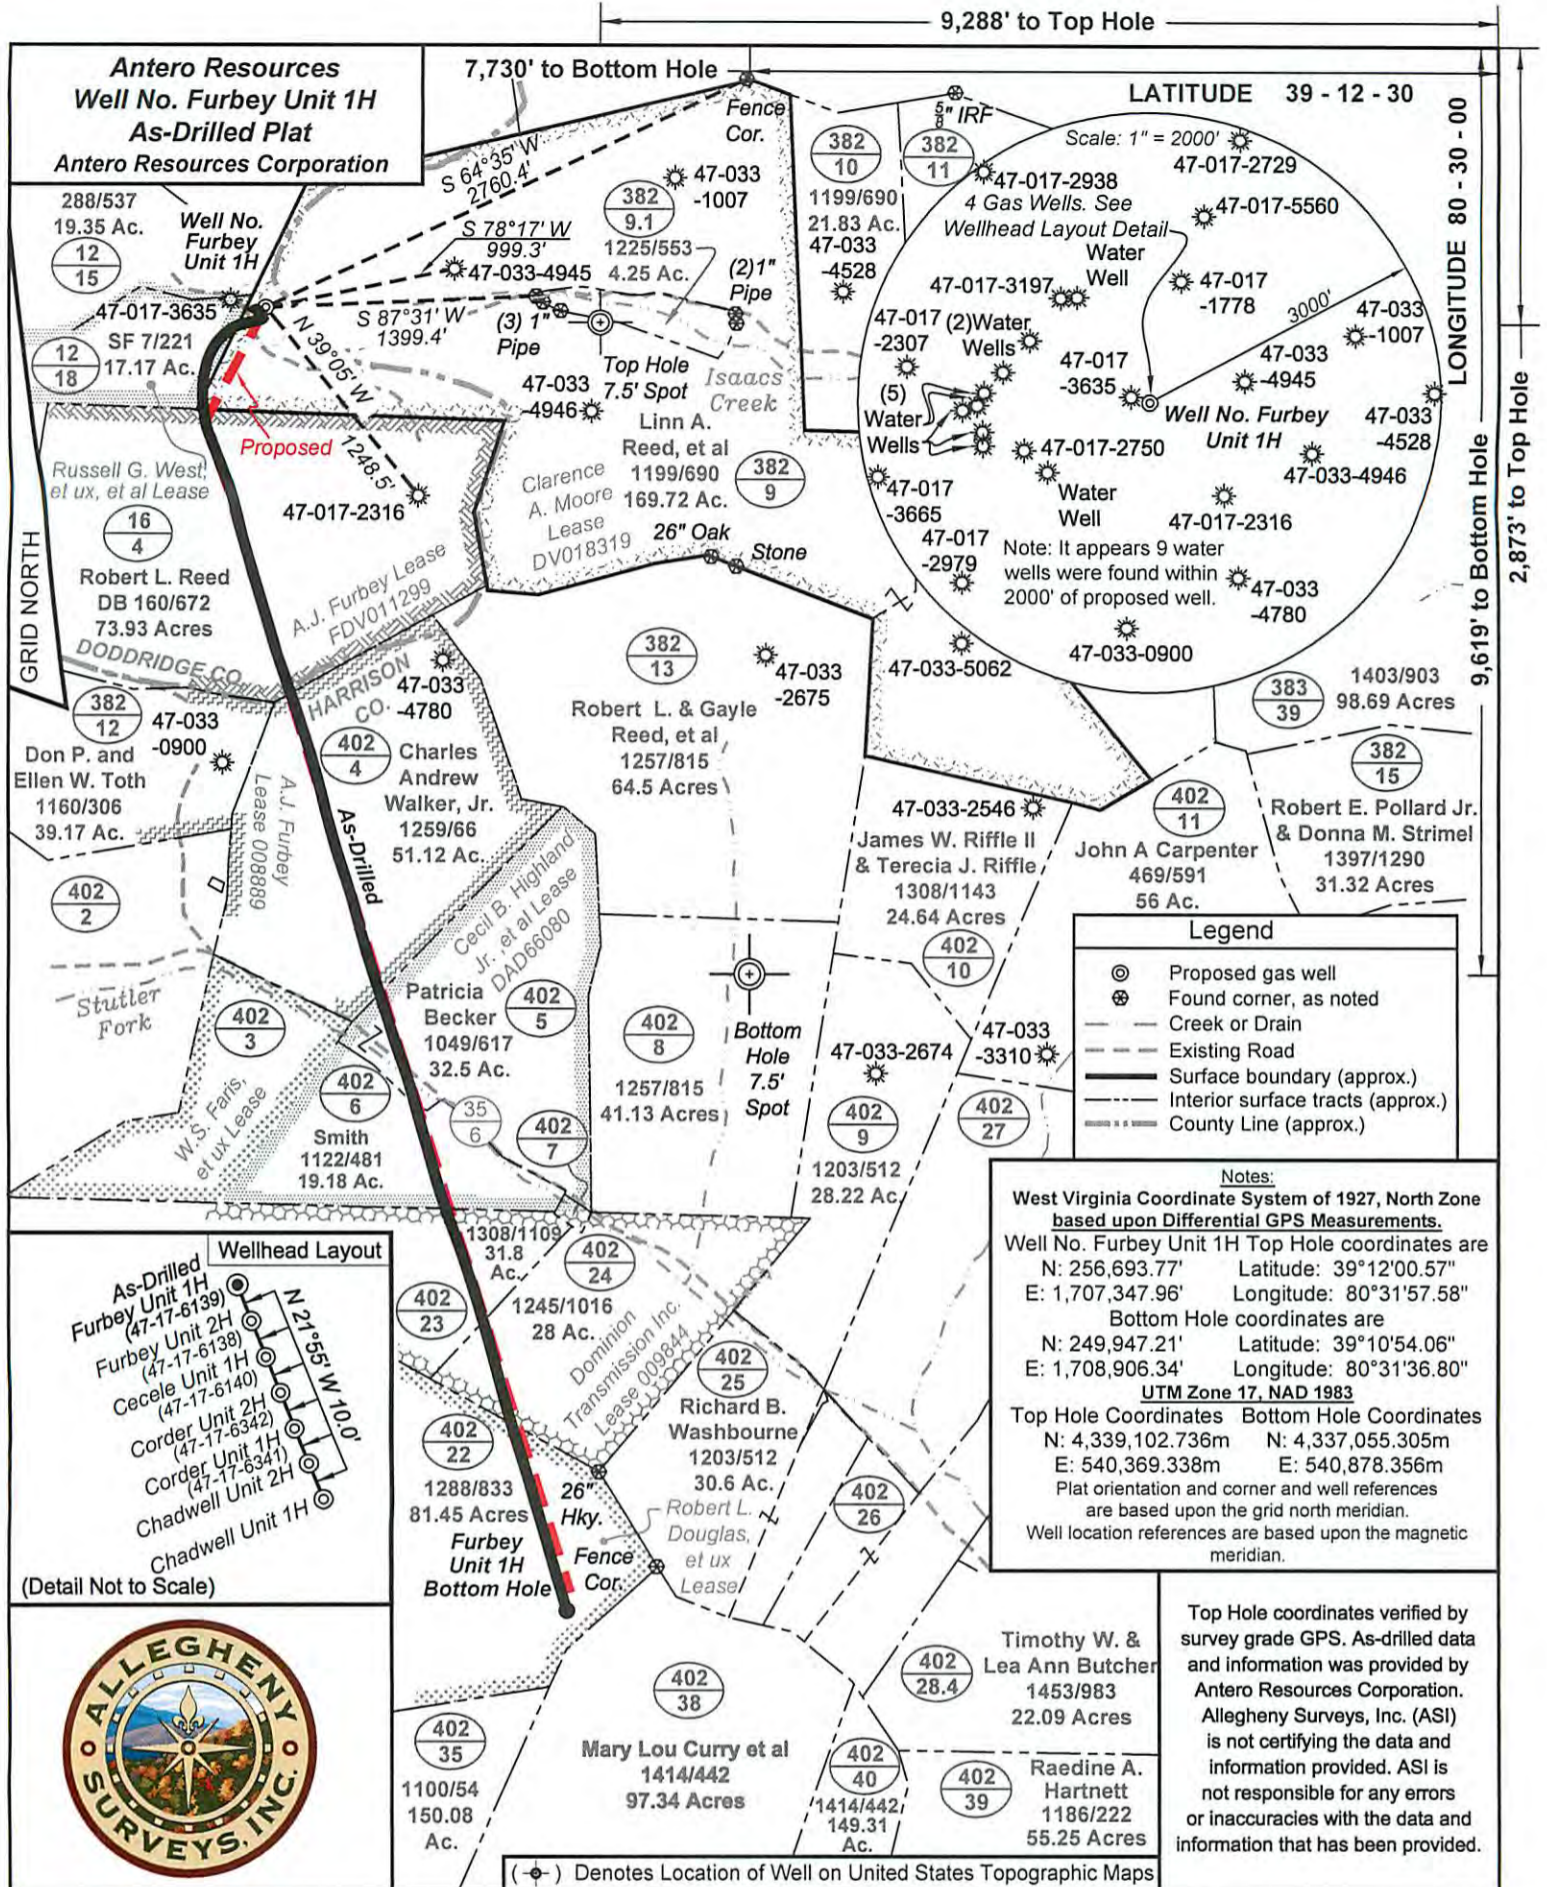 9,288' to Top Hole
Antero Resources
Well No. Furbey Unit 1H
As-Drilled Plat
Antero Resources Corporation
7,730' to Bottom Hole
LATITUDE 39 - 12 - 30
LONGITUDE 80 - 30 - 00
2,873' to Top Hole
9,619' to Bottom Hole
GRID NORTH
288/537
19.35 Ac.
12
15
Well No.
Furbey
Unit 1H
47-017-3635
SF 7/221
17.17 Ac.
12
18
S 64°35' W
2760.4'
S 78°17' W
999.3'
47-033-4945
S 87°31' W
1399.4'
N 39°05' W
1248.5'
Proposed
Fence
Cor.
5/8" IRF
382
10
1199/690
21.83 Ac.
47-033
-4528
382
11
47-033
-1007
382
9.1
1225/553
4.25 Ac.
(2)1"
Pipe
(3) 1"
Pipe
Top Hole
7.5' Spot
47-033
-4946
Isaacs
Creek
Linn A.
Reed, et al
1199/690
169.72 Ac.
382
9
Clarence
A. Moore
Lease
DV018319
26" Oak
Stone
47-017-2316
Russell G. West,
et ux, et al Lease
16
4
Robert L. Reed
DB 160/672
73.93 Acres
A.J. Furbey Lease
FDV011299
DODDRIDGE CO.
HARRISON
CO.
Scale: 1" = 2000'
47-017-2729
47-017-2938
4 Gas Wells. See
Wellhead Layout Detail
47-017-5560
Water
Well
47-017-3197
47-017
-1778
3000'
47-033
-1007
47-017
-2307
(2)Water
Wells
47-017
-3635
47-033
-4945
(5)
Water
Wells
Well No. Furbey
Unit 1H
47-033
-4528
47-017-2750
47-033-4946
47-017
-3665
Water
Well
47-017-2316
47-017
-2979
Note: It appears 9 water
wells were found within
2000' of proposed well.
47-033
-4780
47-033-0900
47-033-5062
382
12
Don P. and
Ellen W. Toth
1160/306
39.17 Ac.
47-033
-0900
47-033
-4780
402
4
Charles
Andrew
Walker, Jr.
1259/66
51.12 Ac.
A.J. Furbey
Lease 008889
As-Drilled
382
13
Robert L. & Gayle
Reed, et al
1257/815
64.5 Acres
47-033
-2675
383
39
1403/903
98.69 Acres
382
15
Robert E. Pollard Jr.
& Donna M. Strimel
1397/1290
31.32 Acres
402
11
John A Carpenter
469/591
56 Ac.
47-033-2546
James W. Riffle II
& Terecia J. Riffle
1308/1143
24.64 Acres
402
10
402
2
Stutler
Fork
402
3
W.S. Faris,
et ux Lease
Cecil B. Highland
Jr., et al Lease
DAD66080
Patricia
Becker
1049/617
32.5 Ac.
402
5
402
6
Smith
1122/481
19.18 Ac.
35
6
402
7
402
8
1257/815
41.13 Acres
Bottom
Hole
7.5'
Spot
47-033-2674
47-033
-3310
402
9
1203/512
28.22 Ac.
402
27
Legend
Proposed gas well
Found corner, as noted
Creek or Drain
Existing Road
Surface boundary (approx.)
Interior surface tracts (approx.)
County Line (approx.)
Notes:
West Virginia Coordinate System of 1927, North Zone
based upon Differential GPS Measurements.
Well No. Furbey Unit 1H Top Hole coordinates are
N: 256,693.77' Latitude: 39°12'00.57"
E: 1,707,347.96' Longitude: 80°31'57.58"
Bottom Hole coordinates are
N: 249,947.21' Latitude: 39°10'54.06"
E: 1,708,906.34' Longitude: 80°31'36.80"
UTM Zone 17, NAD 1983
Top Hole Coordinates Bottom Hole Coordinates
N: 4,339,102.736m N: 4,337,055.305m
E: 540,369.338m E: 540,878.356m
Plat orientation and corner and well references
are based upon the grid north meridian.
Well location references are based upon the magnetic
meridian.
Wellhead Layout
As-Drilled
Furbey Unit 1H
(47-17-6139)
Furbey Unit 2H
(47-17-6138)
Cecele Unit 1H
(47-17-6140)
Corder Unit 2H
(47-17-6342)
Corder Unit 1H
(47-17-6341)
Chadwell Unit 2H
Chadwell Unit 1H
N 21°55' W 10.0'
(Detail Not to Scale)
1308/1109
31.8
Ac.
402
23
402
24
1245/1016
28 Ac.
Dominion
Transmission Inc.
Lease 009844
402
25
Richard B.
Washbourne
1203/512
30.6 Ac.
402
22
1288/833
81.45 Acres
26"
Hky.
Furbey
Unit 1H
Bottom Hole
Fence
Cor.
Robert L.
Douglas,
et ux
Lease
402
26
ALLEGHENY
SURVEYS, INC.
402
35
1100/54
150.08
Ac.
402
38
Mary Lou Curry et al
1414/442
97.34 Acres
402
28.4
Timothy W. &
Lea Ann Butcher
1453/983
22.09 Acres
402
40
1414/442
149.31
Ac.
402
39
Raedine A.
Hartnett
1186/222
55.25 Acres
Top Hole coordinates verified by
survey grade GPS. As-drilled data
and information was provided by
Antero Resources Corporation.
Allegheny Surveys, Inc. (ASI)
is not certifying the data and
information provided. ASI is
not responsible for any errors
or inaccuracies with the data and
information that has been provided.
( ) Denotes Location of Well on United States Topographic Maps